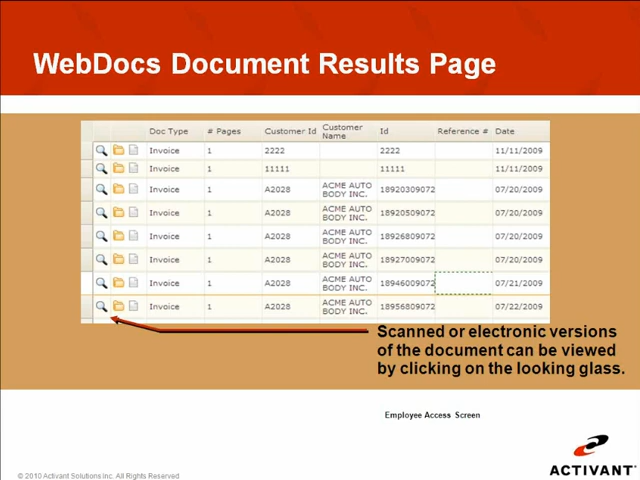 WebDocs Document Results Page
Doc Type # Pages Customer Id Customer Name Id Reference # Date
Invoice 1 2222 2222 11/11/2009
Invoice 1 11111 11111 11/11/2009
Invoice 1 A2028 ACME AUTO BODY INC. 18920309072 07/20/2009
Invoice 1 A2028 ACME AUTO BODY INC. 18920509072 07/20/2009
Invoice 1 A2028 ACME AUTO BODY INC. 18926809072 07/20/2009
Invoice 1 A2028 ACME AUTO BODY INC. 18927009072 07/20/2009
Invoice 1 A2028 ACME AUTO BODY INC. 18946009072 07/21/2009
Invoice 1 A2028 ACME AUTO BODY INC. 18956809072 07/22/2009
Scanned or electronic versions
of the document can be viewed
by clicking on the looking glass.
Employee Access Screen
ACTIVANT
© 2010 Activant Solutions Inc. All Rights Reserved